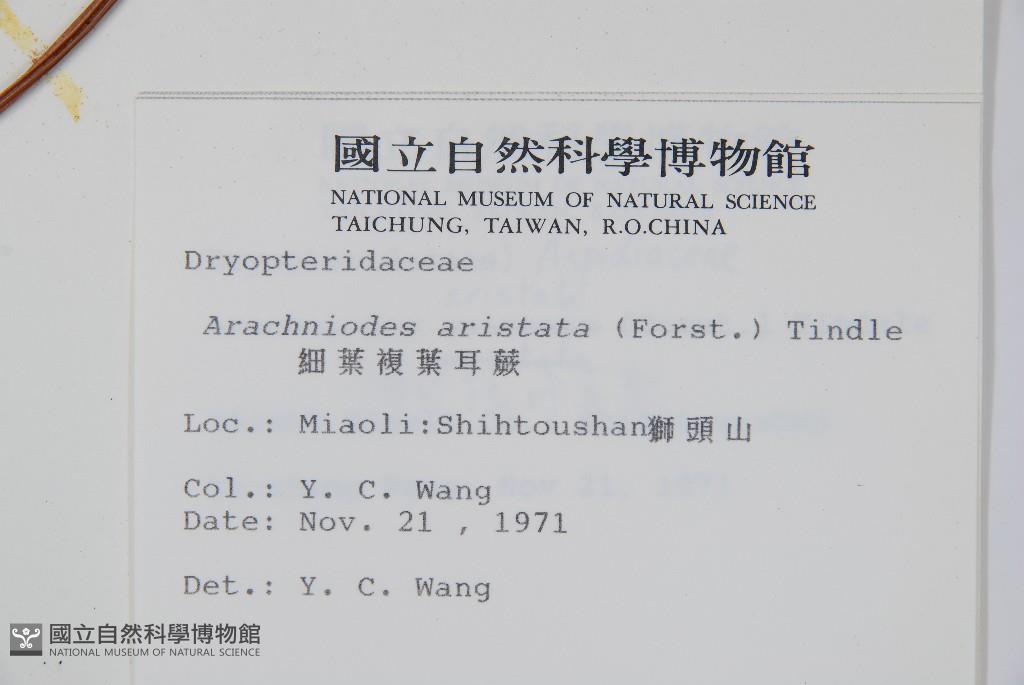 國立自然科學博物館
NATIONAL MUSEUM OF NATURAL SCIENCE
TAICHUNG, TAIWAN, R.O.CHINA
Dryopteridaceae
Arachniodes aristata (Forst.) Tindle
細葉複葉耳蕨
Loc.: Miaoli:Shihtoushan獅頭山
Col.: Y. C. Wang
Date: Nov. 21 , 1971
Det.: Y. C. Wang
國立自然科學博物館
NATIONAL MUSEUM OF NATURAL SCIENCE